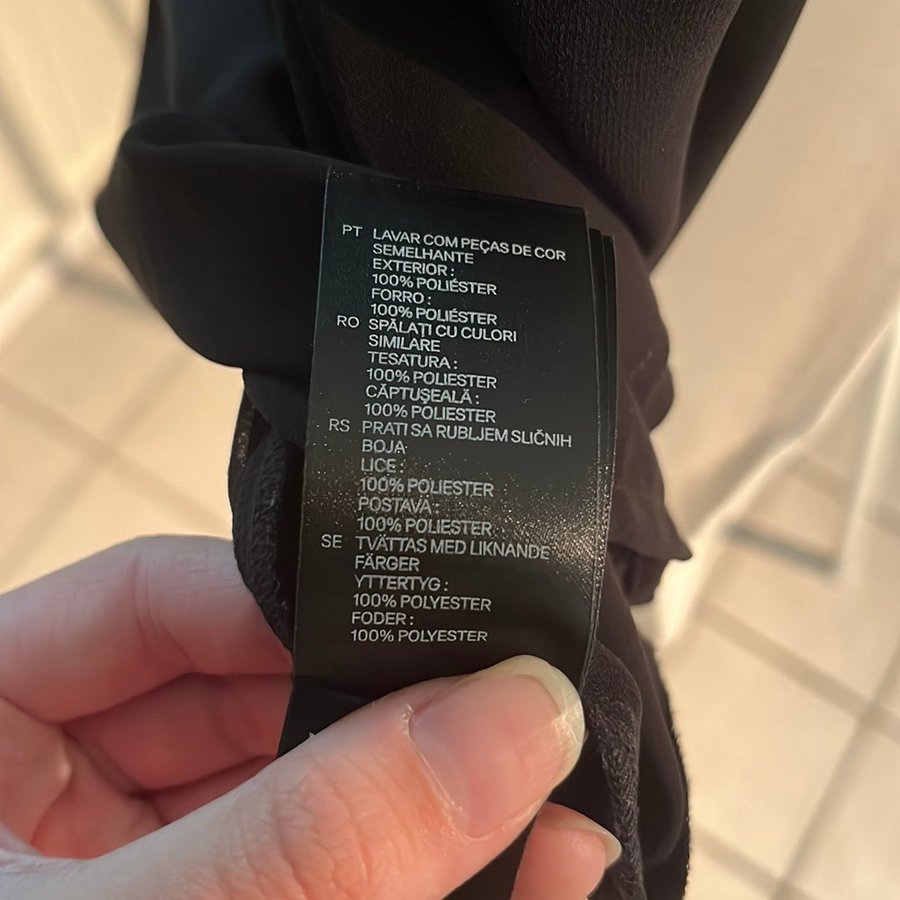 PT LAVAR COM PEÇAS DE COR
SEMELHANTE
EXTERIOR :
100% POLIÉSTER
FORRO :
100% POLIÉSTER
RO SPĂLAȚI CU CULORI
SIMILARE
TESATURA :
100% POLIESTER
CĂPTUŞEALĂ :
100% POLIESTER
RS PRATI SA RUBLJEM SLIČNIH
BOJA
LICE :
100% POLIESTER
POSTAVA :
100% POLIESTER
SE TVÄTTAS MED LIKNANDE
FÄRGER
YTTERTYG :
100% POLYESTER
FODER :
100% POLYESTER